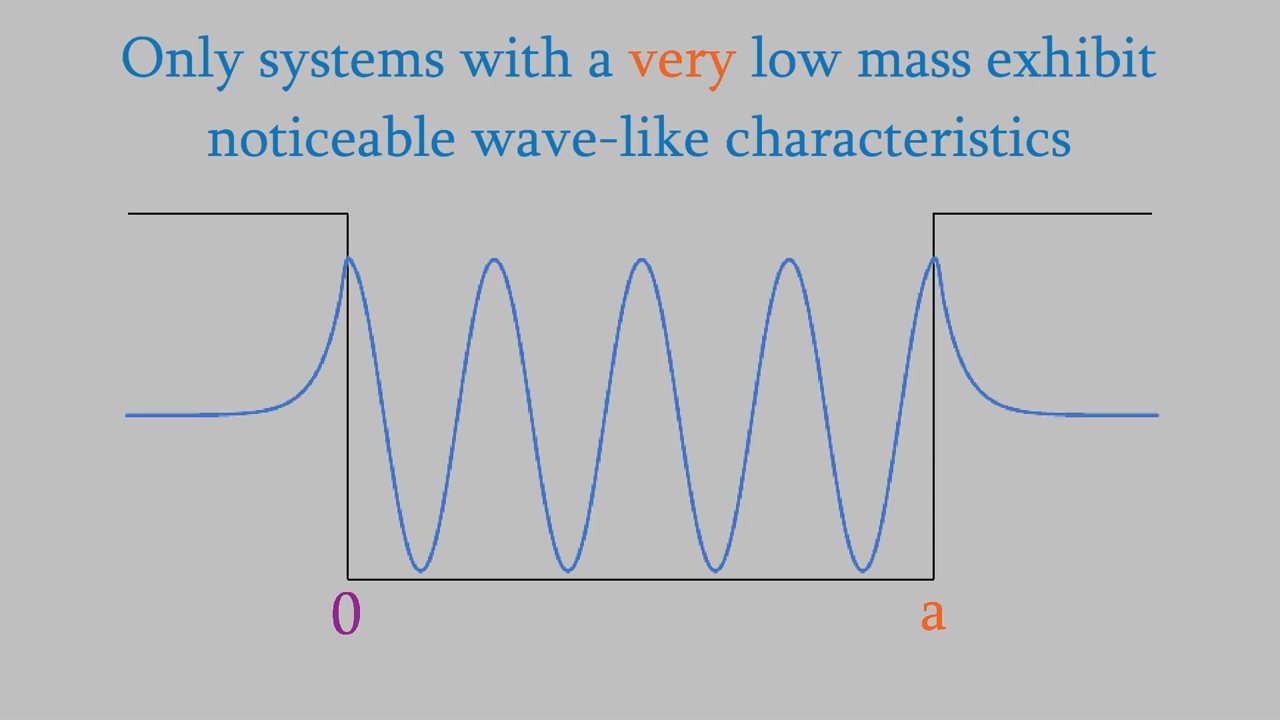 Only systems with a very low mass exhibit
noticeable wave-like characteristics
0
a